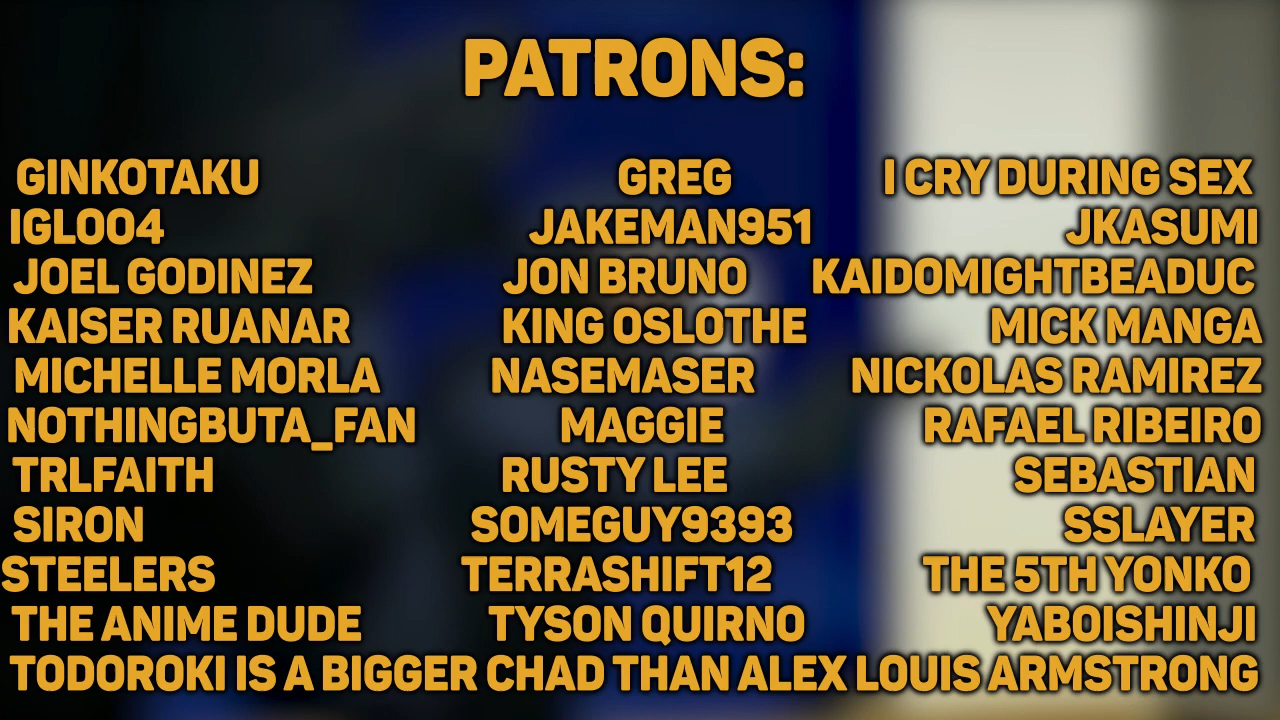 PATRONS:
GINKOTAKU GREG I CRY DURING SEX
IGLOO4 JAKEMAN951 JKASUMI
JOEL GODINEZ JON BRUNO KAIDOMIGHTBEADUC
KAISER RUANAR KING OSLOTHE MICK MANGA
MICHELLE MORLA NASEMASER NICKOLAS RAMIREZ
NOTHINGBUTA_FAN MAGGIE RAFAEL RIBEIRO
TRLFAITH RUSTY LEE SEBASTIAN
SIRON SOMEGUY9393 SSLAYER
STEELERS TERRASHIFT12 THE 5TH YONKO
THE ANIME DUDE TYSON QUIRNO YABOISHINJI
TODOROKI IS A BIGGER CHAD THAN ALEX LOUIS ARMSTRONG